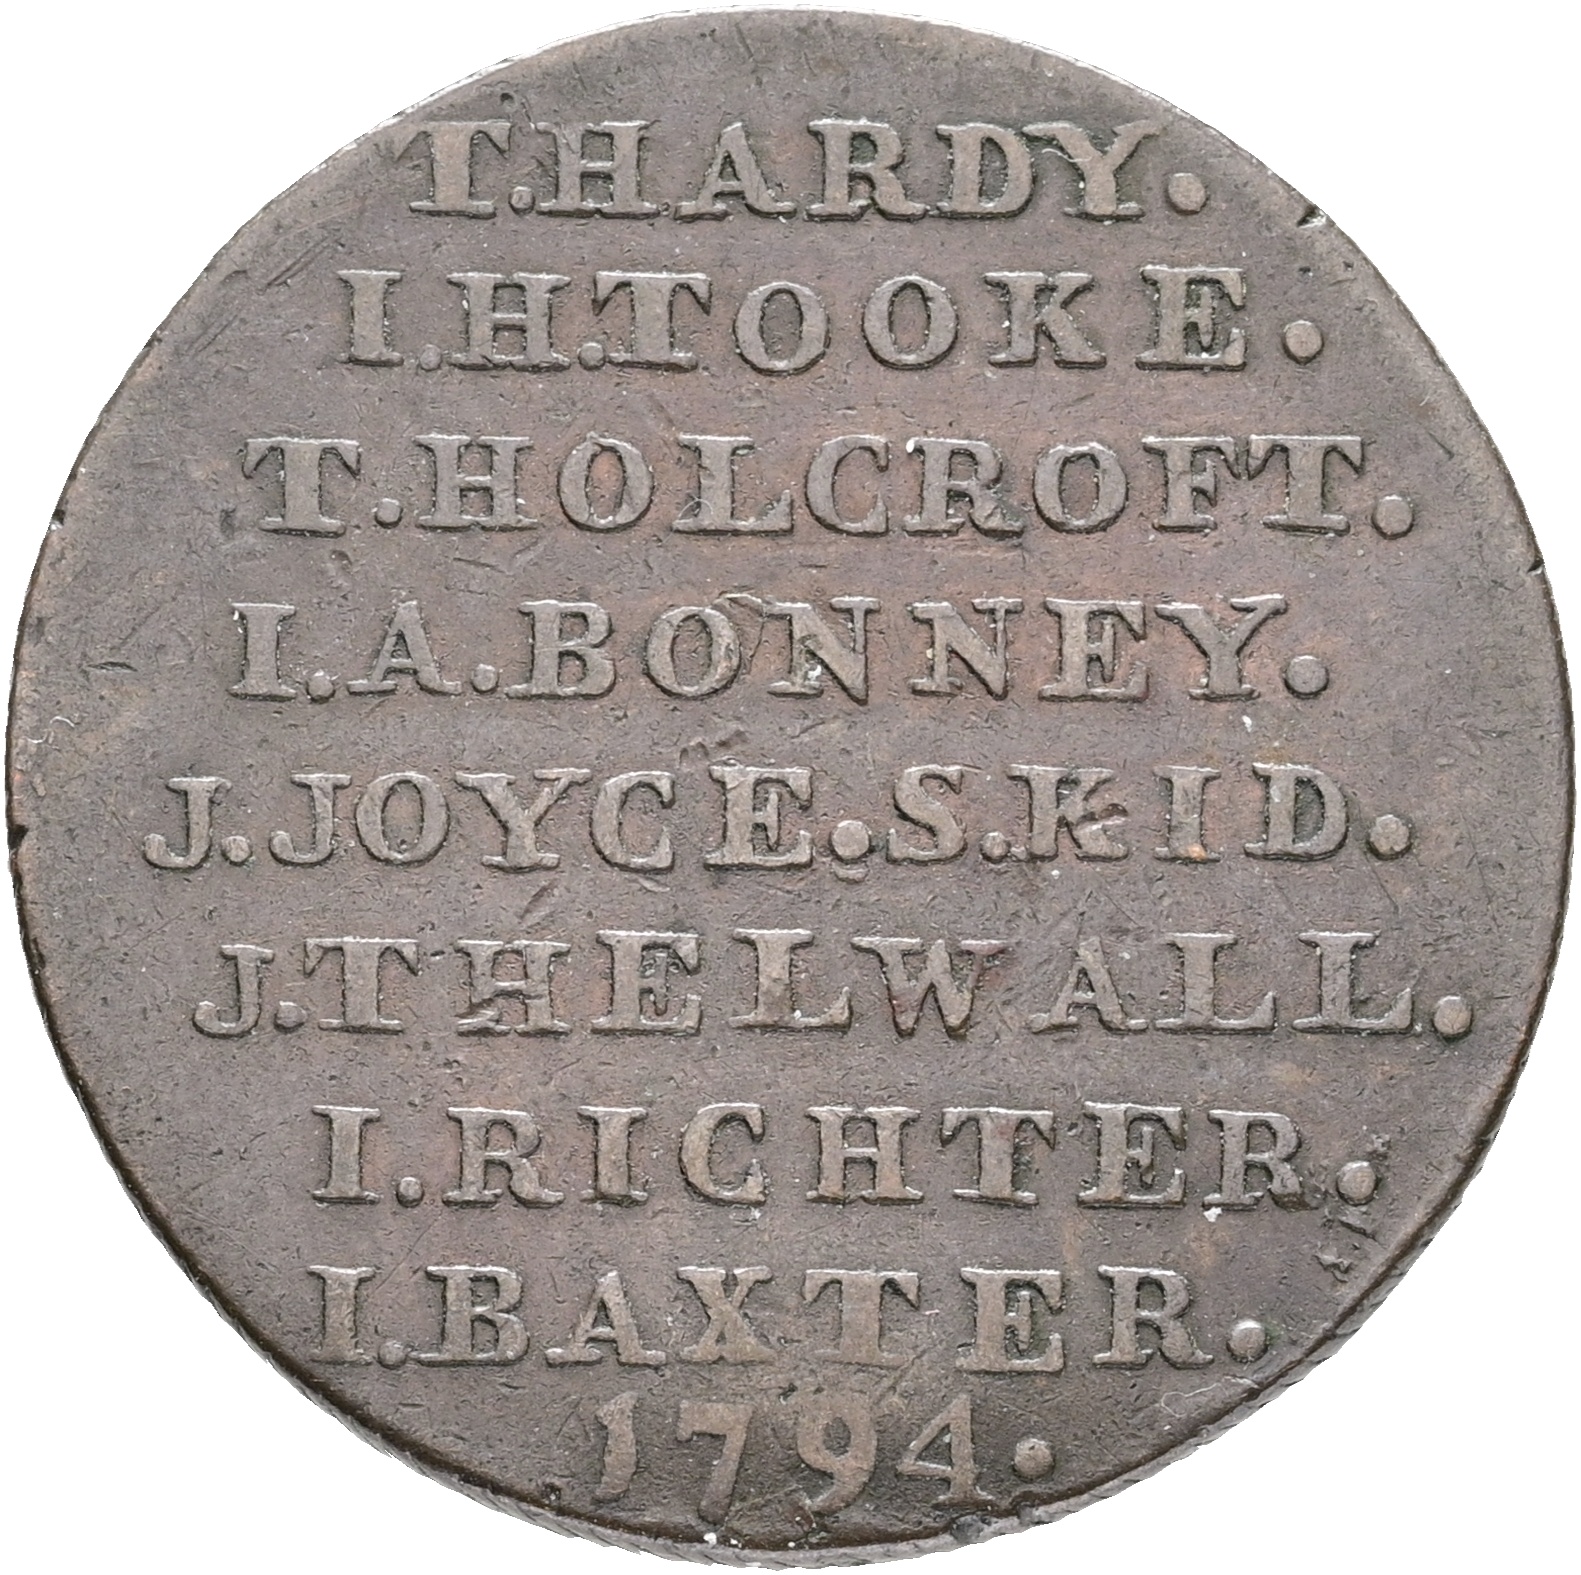 T.HARDY.
I.H.TOOKE.
T.HOLCROFT.
I.A.BONNEY.
J.JOYCE.S.KID.
J.THELWALL.
I.RICHTER.
I.BAXTER.
1794.